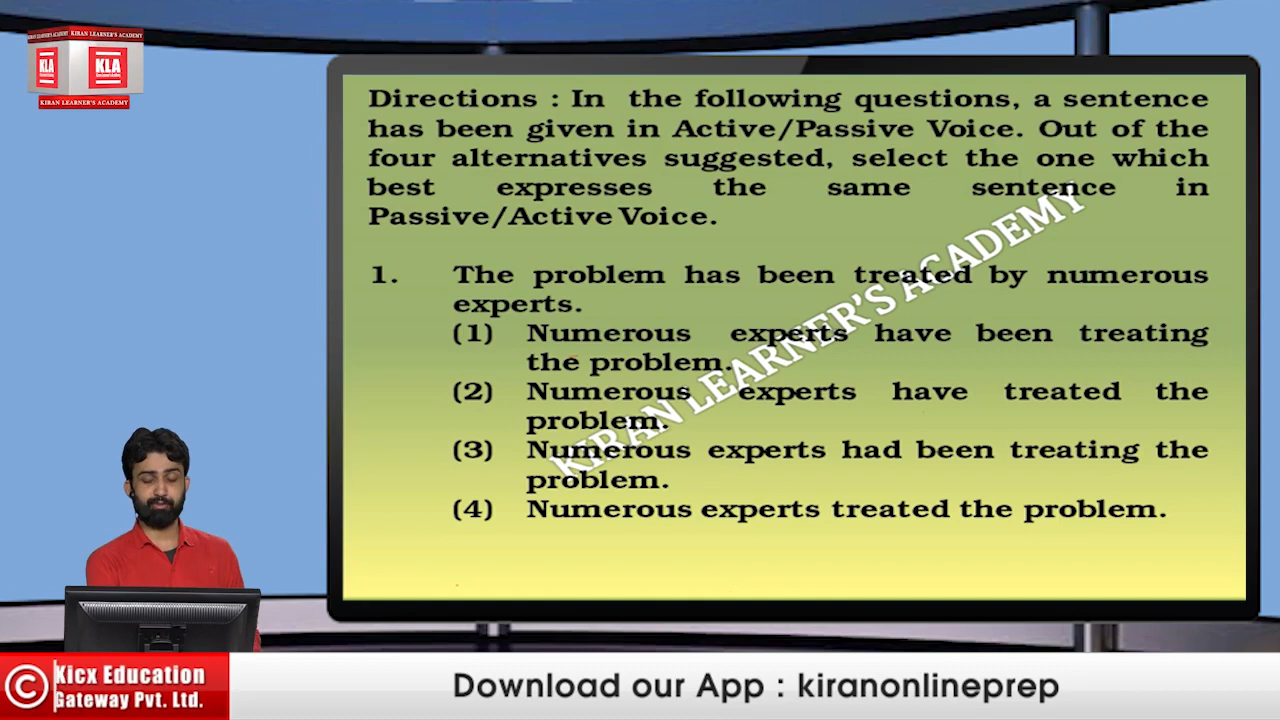 KIRAN LEARNER'S ACADEMY KIRAN LEARNER'S ACADEMY
KLA KLA
KIRAN LEARNER'S ACADEMY
Directions : In the following questions, a sentence
has been given in Active/Passive Voice. Out of the
four alternatives suggested, select the one which
best expresses the same sentence in
Passive/Active Voice.
1. The problem has been treated by numerous
experts.
(1) Numerous experts have been treating
the problem.
(2) Numerous experts have treated the
problem.
(3) Numerous experts had been treating the
problem.
(4) Numerous experts treated the problem.
KIRAN LEARNER'S ACADEMY
© Kicx Education
Gateway Pvt. Ltd.
Download our App : kiranonlineprep